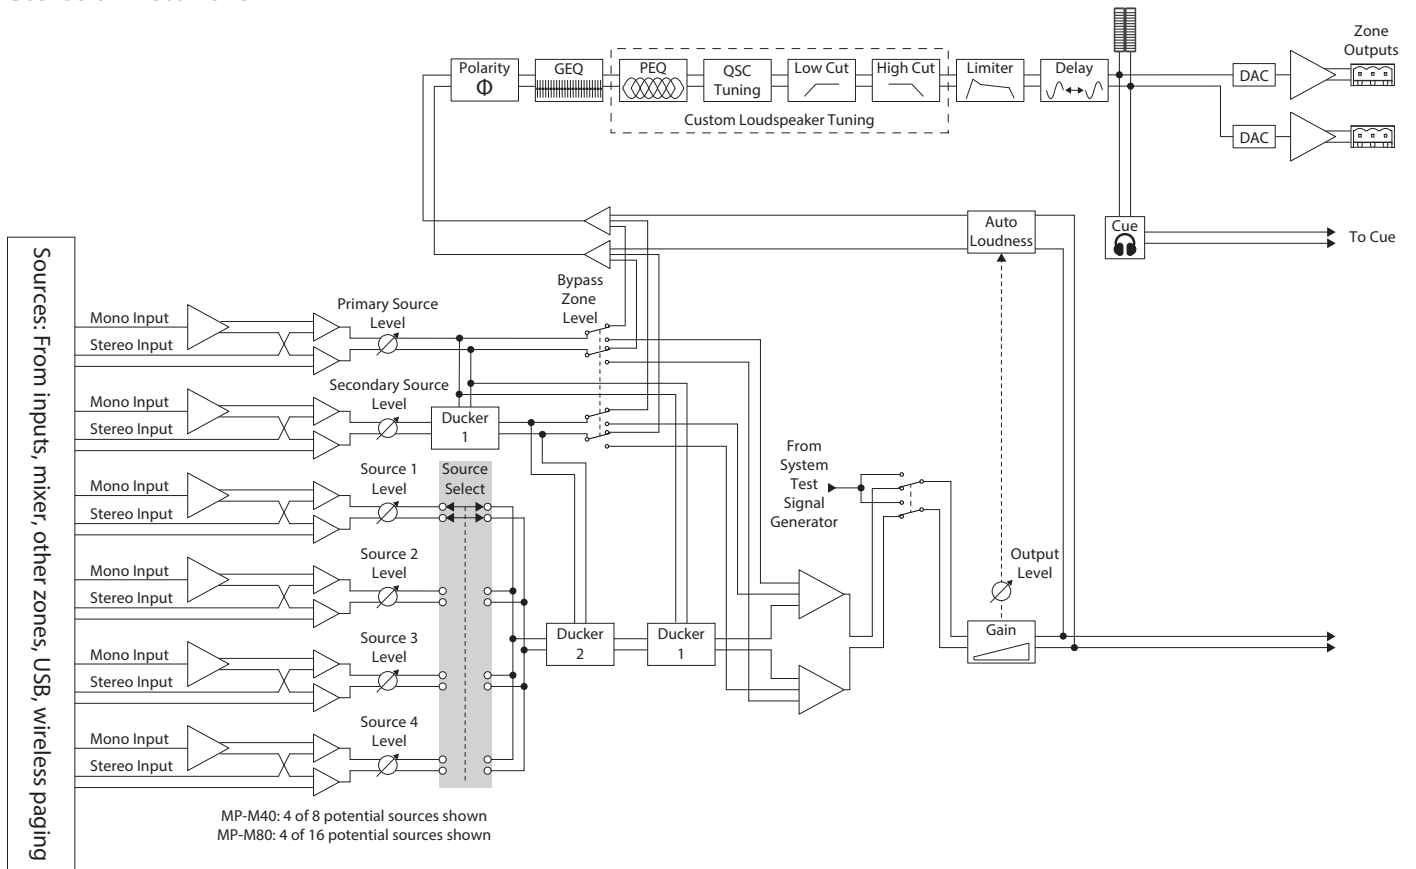 Zone
Outputs
Polarity
Φ
GEQ
PEQ
QSC
Tuning
Low Cut
High Cut
Limiter
Delay
DAC
Custom Loudspeaker Tuning
DAC
Auto
Loudness
Cue
To Cue
Sources: From inputs, mixer, other zones, USB, wireless paging
Bypass
Zone
Level
Mono Input
Stereo Input
Primary Source
Level
Mono Input
Stereo Input
Secondary Source
Level
Ducker
1
From
System
Test
Signal
Generator
Mono Input
Stereo Input
Source 1
Level
Source
Select
Mono Input
Stereo Input
Source 2
Level
Output
Level
Mono Input
Stereo Input
Source 3
Level
Ducker
2
Ducker
1
Gain
Mono Input
Stereo Input
Source 4
Level
MP-M40: 4 of 8 potential sources shown
MP-M80: 4 of 16 potential sources shown